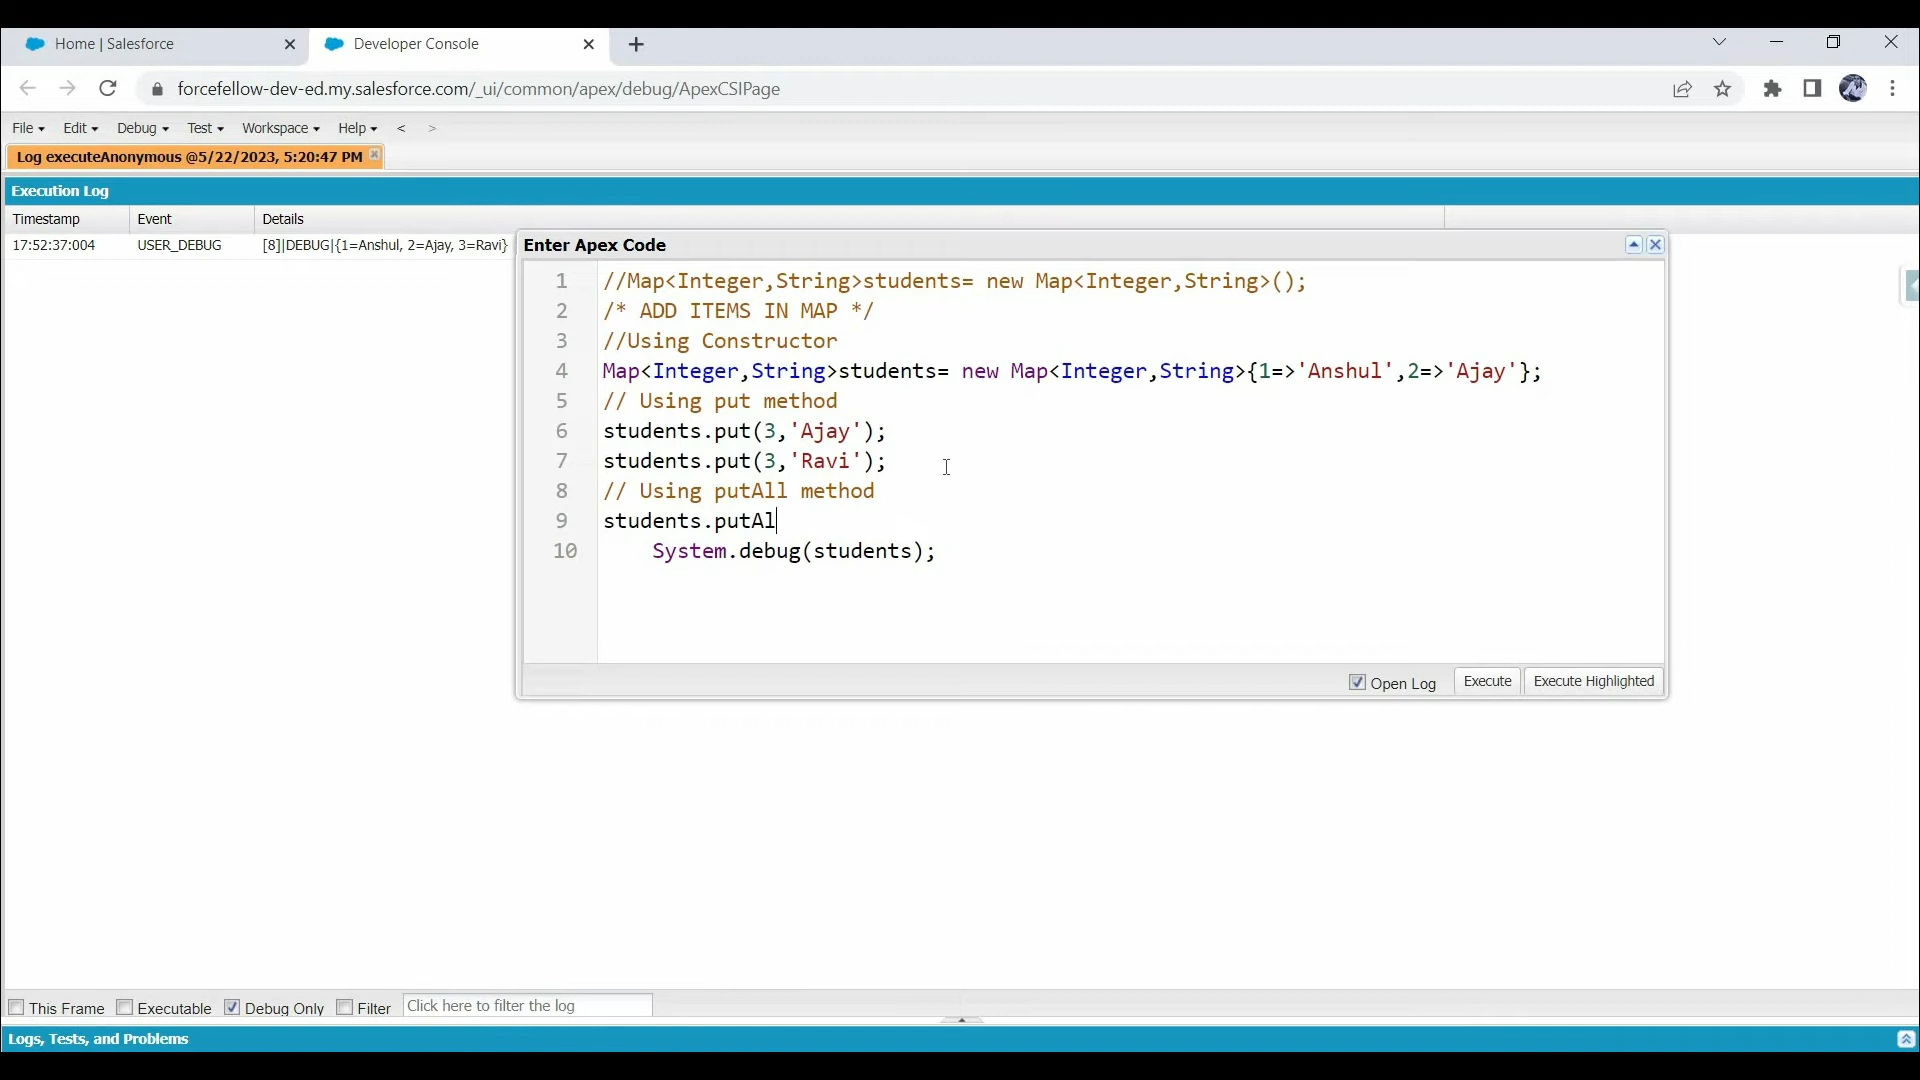 Home | Salesforce
Developer Console
forcefellow-dev-ed.my.salesforce.com/_ui/common/apex/debug/ApexCSIPage
File Edit Debug Test Workspace Help < >
Log executeAnonymous @5/22/2023, 5:20:47 PM
Execution Log
Timestamp Event Details
17:52:37:004 USER_DEBUG [8]|DEBUG|{1=Anshul, 2=Ajay, 3=Ravi}
Enter Apex Code
1 //Map<Integer,String>students= new Map<Integer,String>();
2 /* ADD ITEMS IN MAP */
3 //Using Constructor
4 Map<Integer,String>students= new Map<Integer,String>{1=>'Anshul',2=>'Ajay'};
5 // Using put method
6 students.put(3,'Ajay');
7 students.put(3,'Ravi');
8 // Using putAll method
9 students.putAl
10 System.debug(students);
Open Log Execute Execute Highlighted
This Frame Executable Debug Only Filter Click here to filter the log
Logs, Tests, and Problems